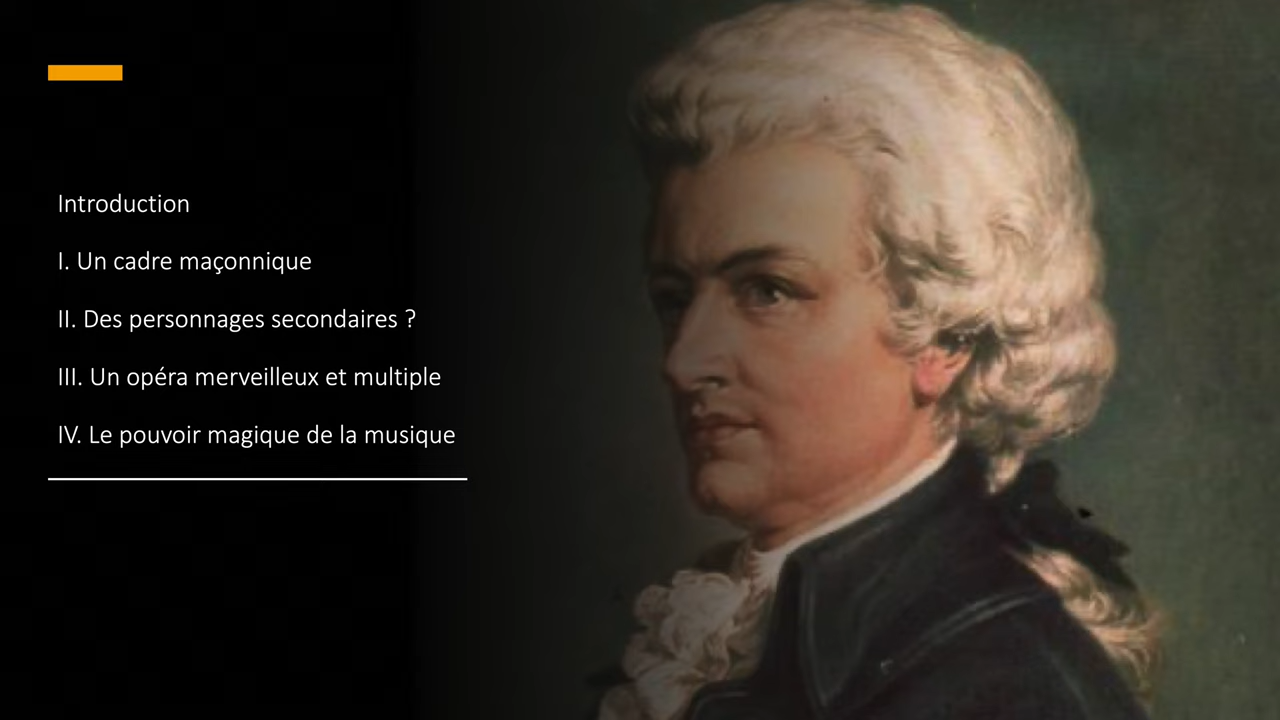 Introduction
I. Un cadre maçonnique
II. Des personnages secondaires ?
III. Un opéra merveilleux et multiple
IV. Le pouvoir magique de la musique